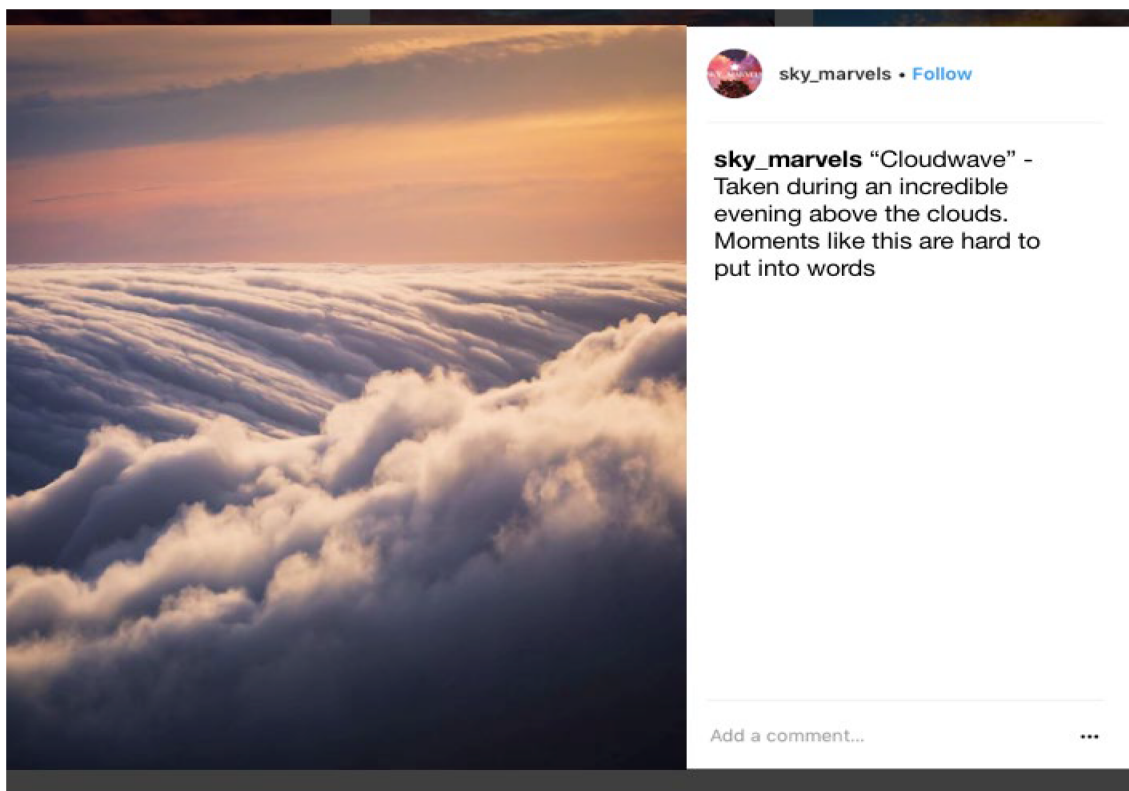 sky_marvels • Follow
sky_marvels “Cloudwave” -
Taken during an incredible
evening above the clouds.
Moments like this are hard to
put into words
Add a comment...